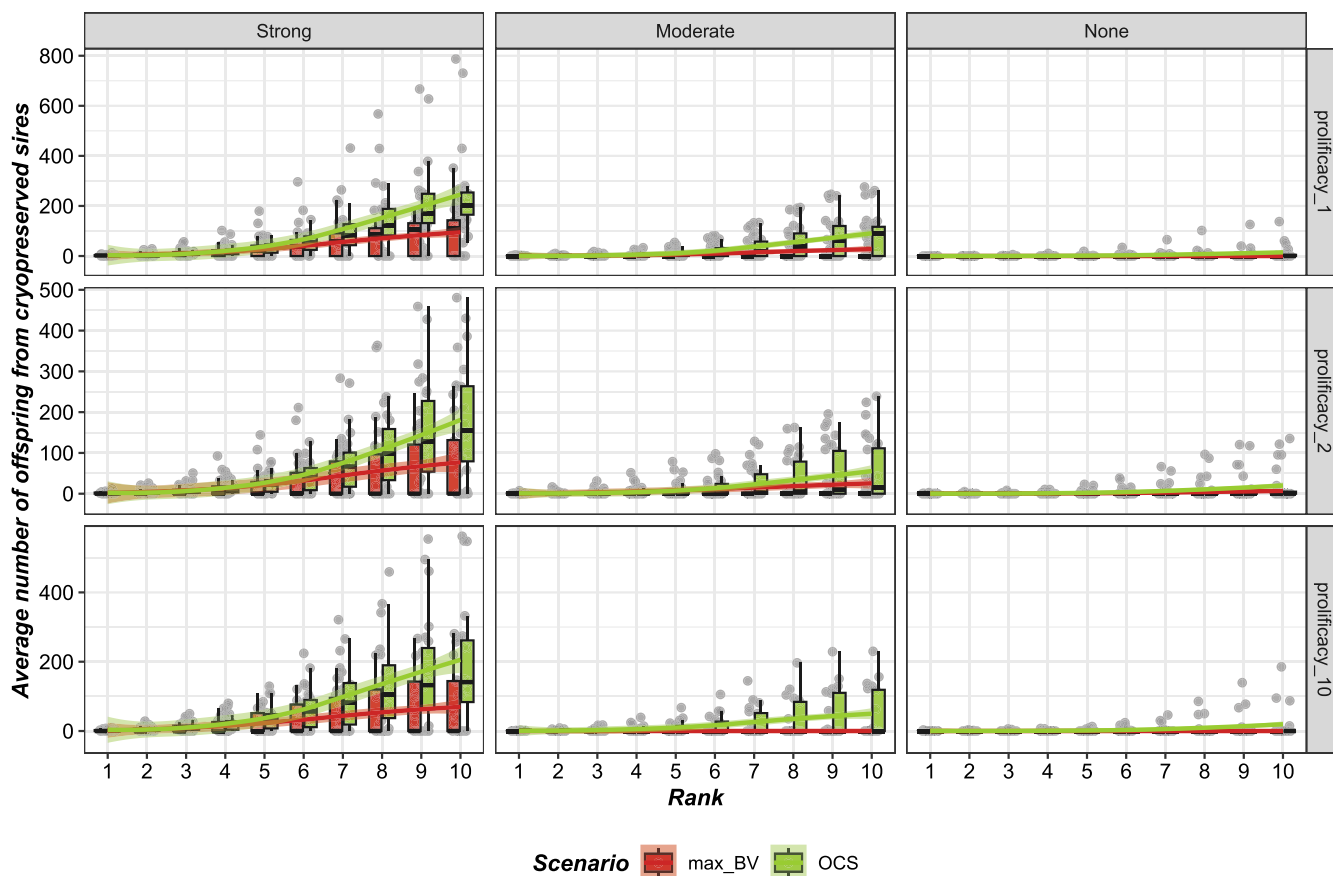 Strong Moderate None
Average number of offspring from cryopreserved sires
800
600
400
200
0
prolificacy_1
500
400
300
200
100
0
prolificacy_2
400
200
0
prolificacy_10
1 2 3 4 5 6 7 8 9 10 1 2 3 4 5 6 7 8 9 10 1 2 3 4 5 6 7 8 9 10
Rank
Scenario max_BV OCS